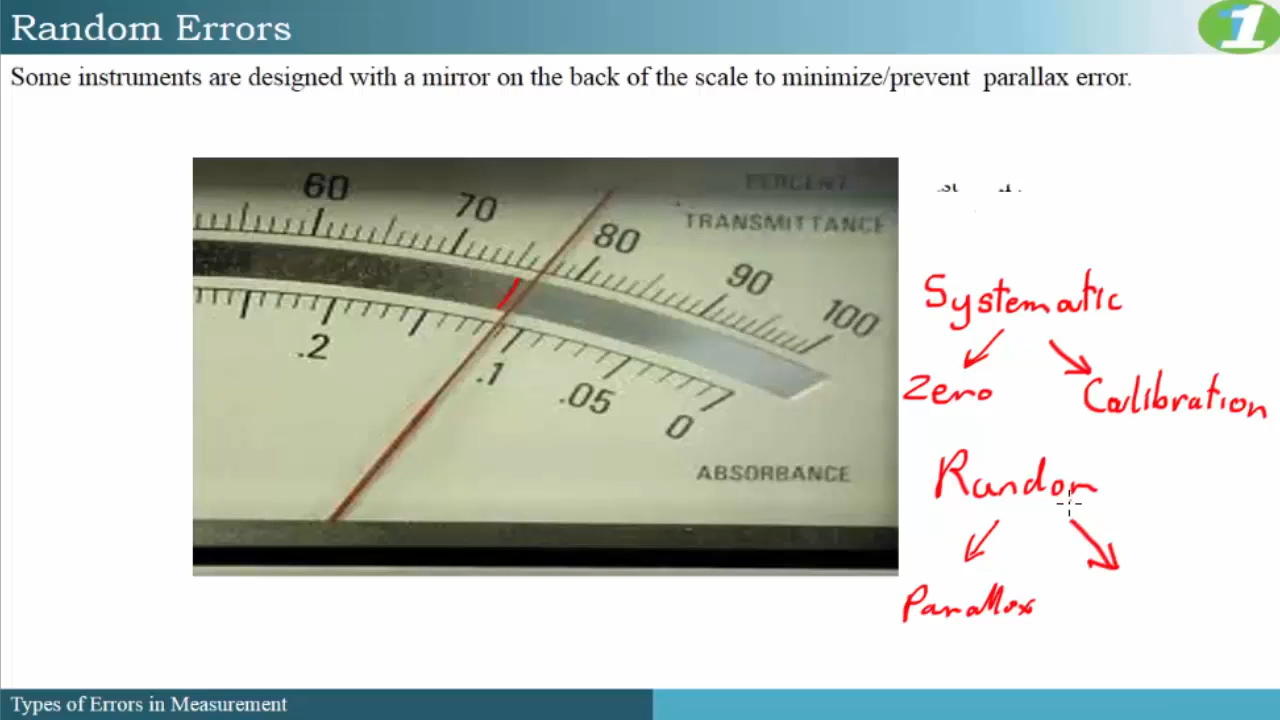 Random Errors
1
Some instruments are designed with a mirror on the back of the scale to minimize/prevent parallax error.
60
70
80
90
100
PERCENT
TRANSMITTANCE
.2
.1
.05
0
ABSORBANCE
Systematic
Zero
Calibration
Random
Parallax
Types of Errors in Measurement